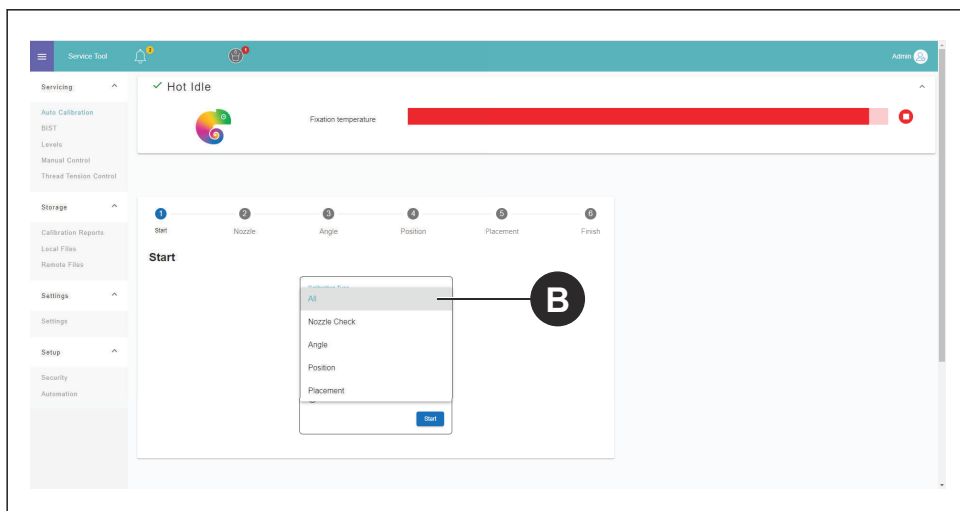 Service Tool
2
1
Admin
Servicing
Auto Calibration
BIST
Levels
Manual Control
Thread Tension Control
Storage
Calibration Reports
Local Files
Remote Files
Settings
Settings
Setup
Security
Automation
Hot Idle
Fixation temperature
1 2 3 4 5 6
Start Nozzle Angle Position Placement Finish
Start
All
Nozzle Check
Angle
Position
Placement
Start
B